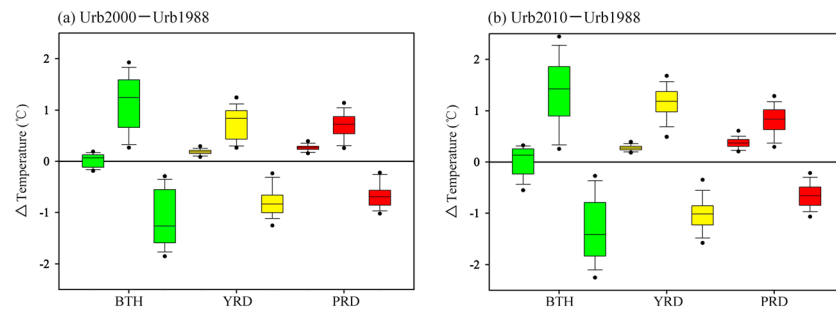 (a) Urb2000－Urb1988
△ Temperature (℃)
2
1
0
-1
-2
BTH YRD PRD
(b) Urb2010－Urb1988
△ Temperature (℃)
2
1
0
-1
-2
BTH YRD PRD